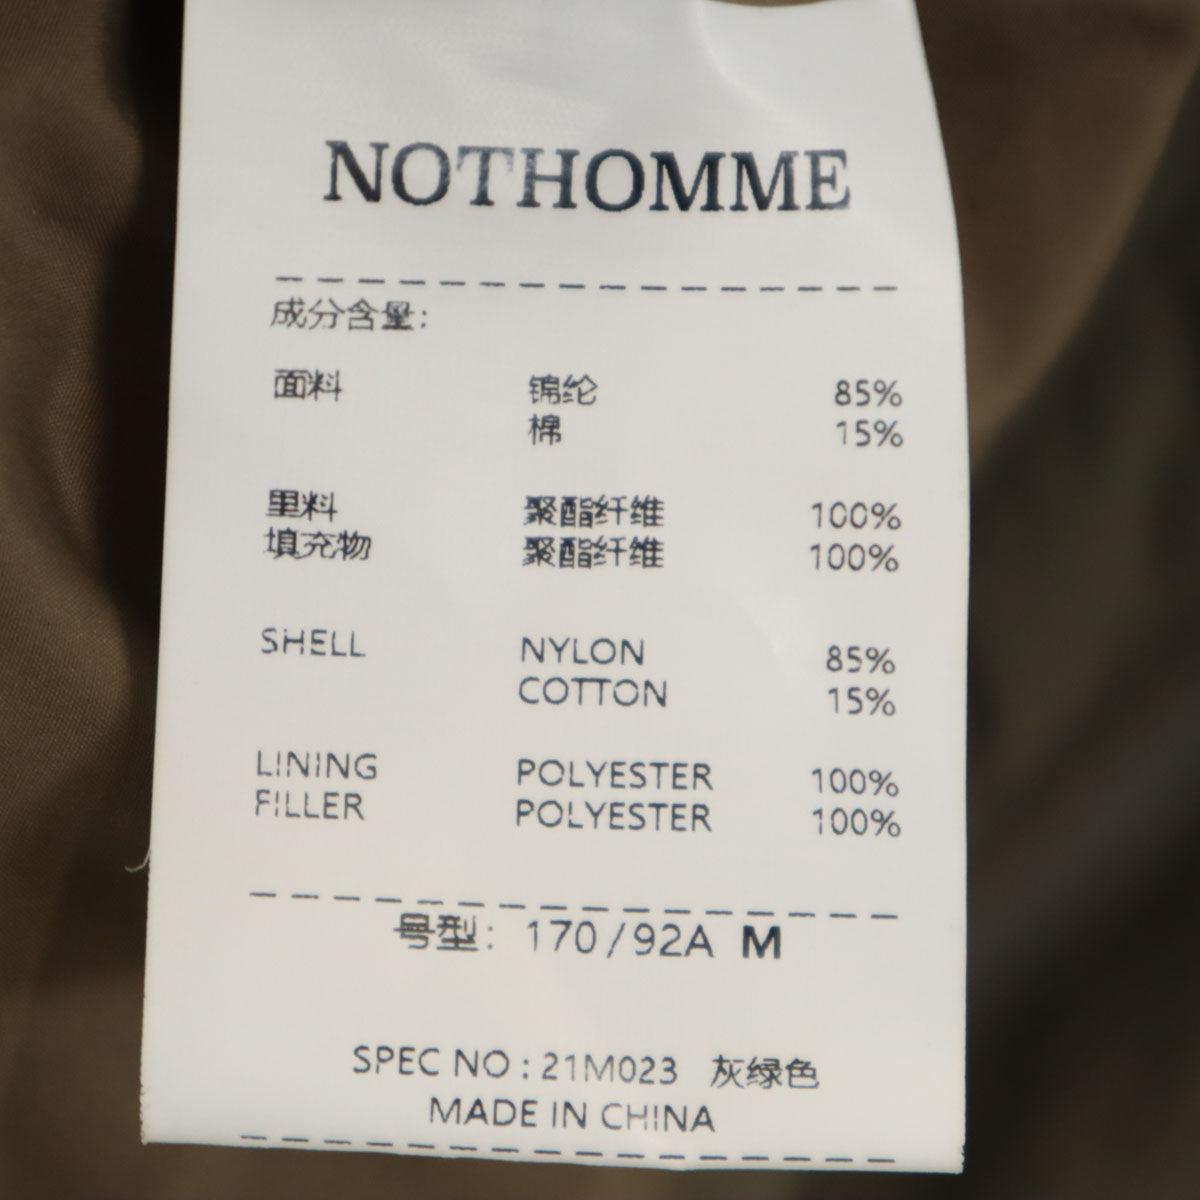 NOTHOMME
成分含量:
面料 锦纶 85%
棉 15%
里料 聚酯纤维 100%
填充物 聚酯纤维 100%
SHELL NYLON 85%
COTTON 15%
LINING POLYESTER 100%
FILLER POLYESTER 100%
号型: 170/92A M
SPEC NO : 21M023 灰绿色
MADE IN CHINA